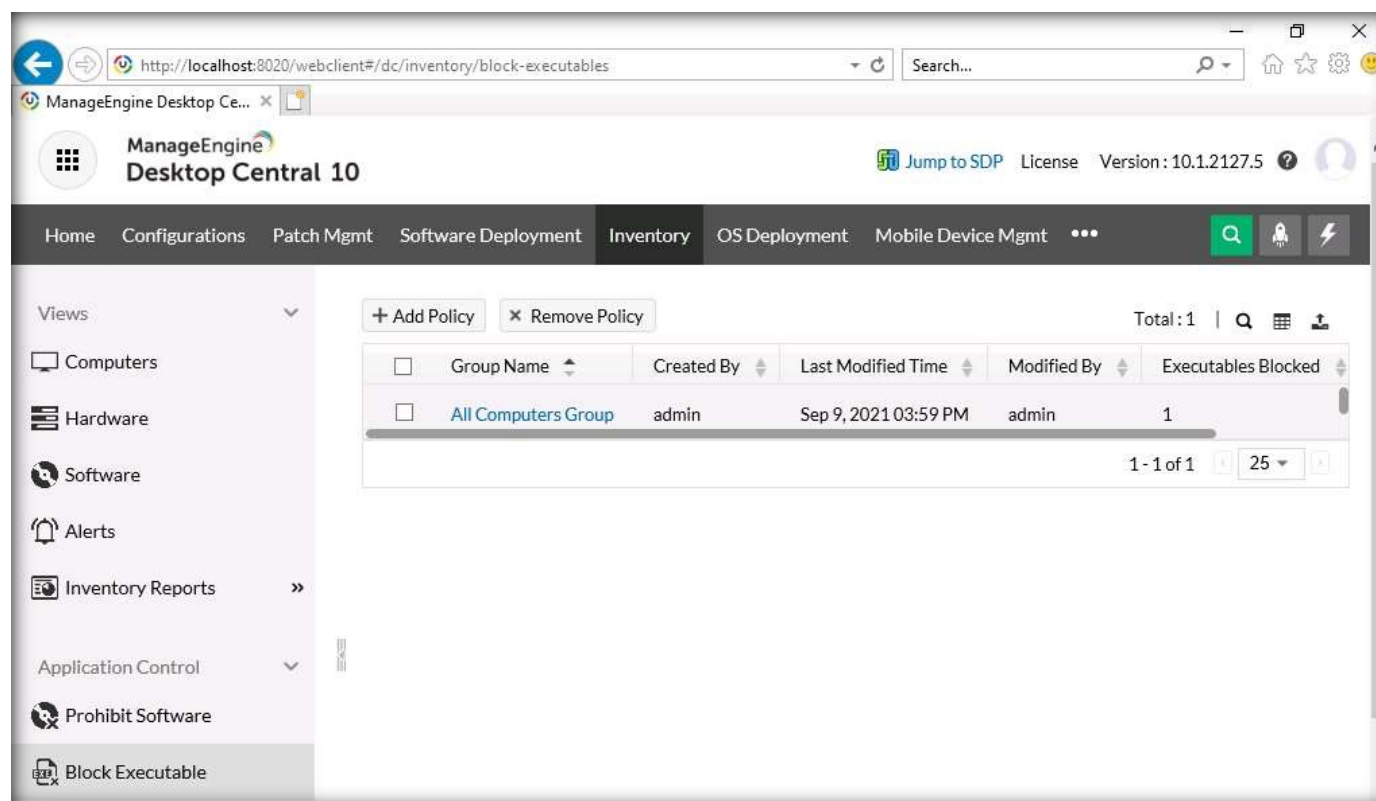 http://localhost:8020/webclient#/dc/inventory/block-executables
Search...
ManageEngine Desktop Ce...
ManageEngine
Desktop Central 10
Jump to SDP License Version : 10.1.2127.5
Home Configurations Patch Mgmt Software Deployment Inventory OS Deployment Mobile Device Mgmt •••
Views
Computers
Hardware
Software
Alerts
Inventory Reports »
Application Control
Prohibit Software
Block Executable
+ Add Policy × Remove Policy
Total : 1 |
Group Name Created By Last Modified Time Modified By Executables Blocked
All Computers Group admin Sep 9, 2021 03:59 PM admin 1
1 - 1 of 1 25